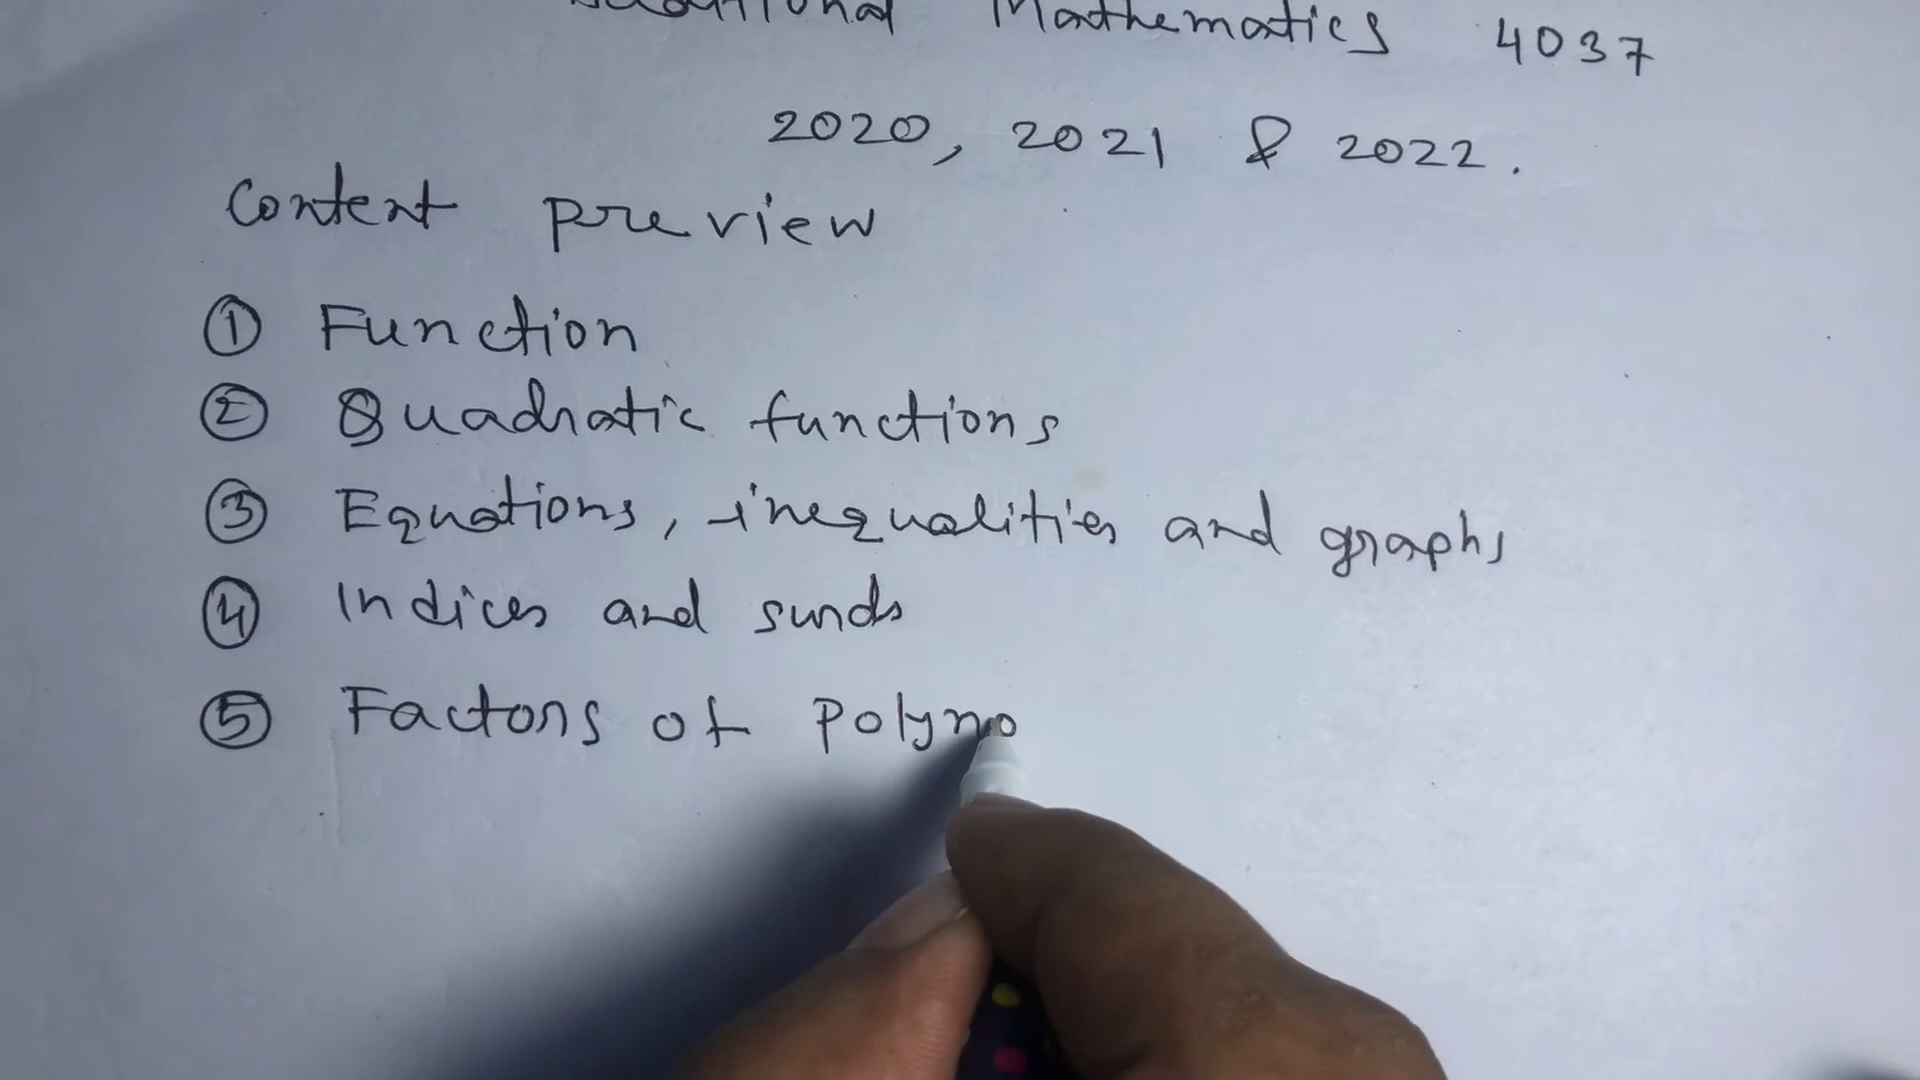 Additional Mathematics 4037
2020, 2021 & 2022.
Content preview
① Function
② Quadratic functions
③ Equations, inequalities and graphs
④ Indices and surds
⑤ Factors of Polyno